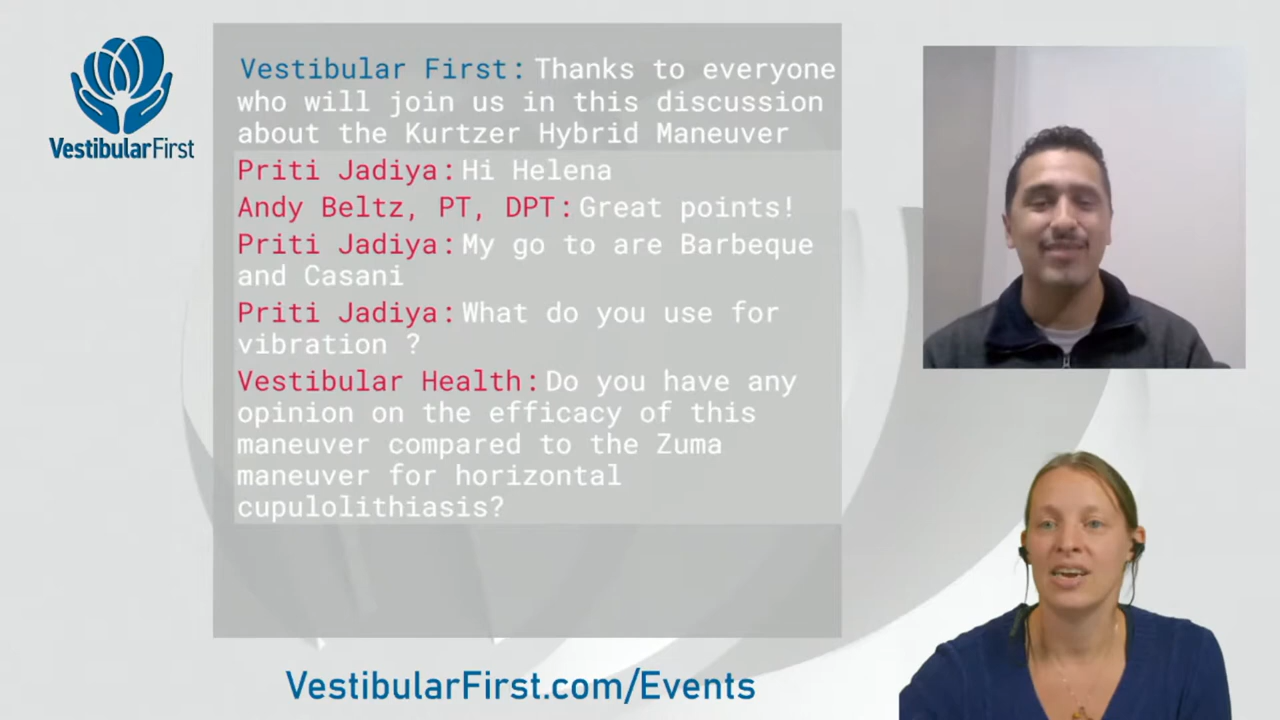 VestibularFirst
Vestibular First: Thanks to everyone
who will join us in this discussion
about the Kurtzer Hybrid Maneuver
Priti Jadiya: Hi Helena
Andy Beltz, PT, DPT: Great points!
Priti Jadiya: My go to are Barbeque
and Casani
Priti Jadiya: What do you use for
vibration ?
Vestibular Health: Do you have any
opinion on the efficacy of this
maneuver compared to the Zuma
maneuver for horizontal
cupulolithiasis?
VestibularFirst.com/Events